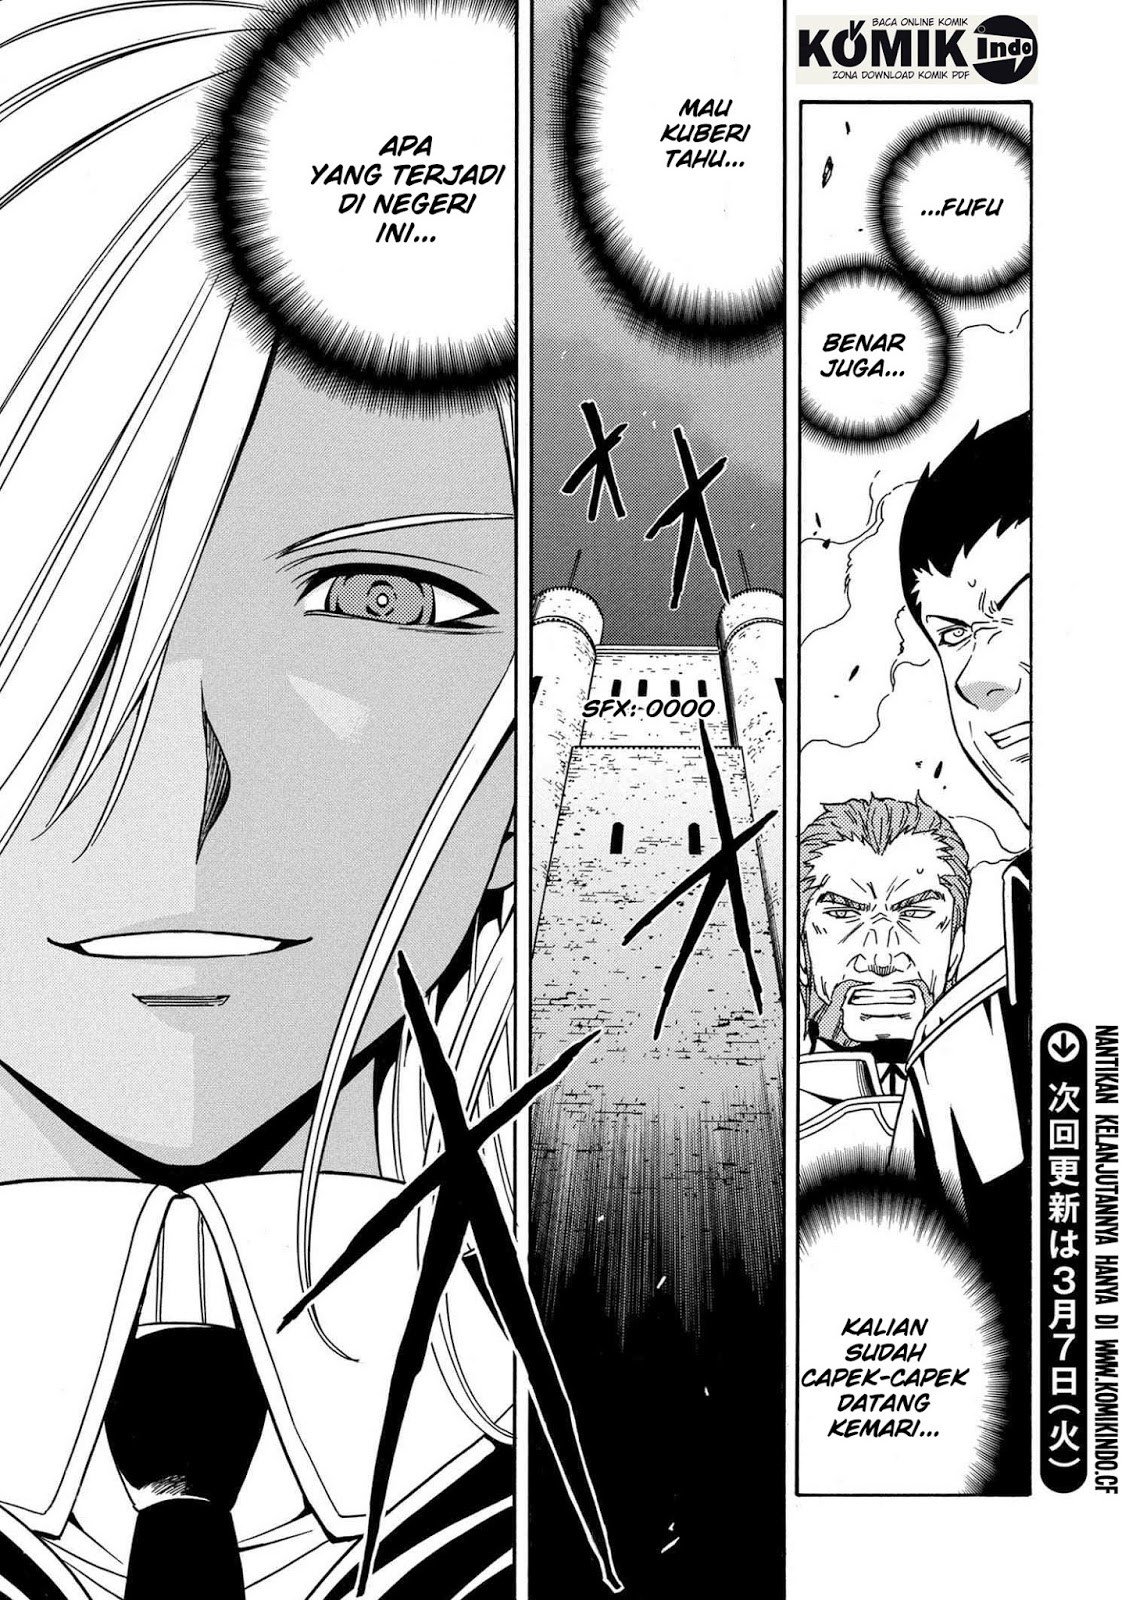 BACA ONLINE KOMIK
KOMIK Indo
ZONA DOWNLOAD KOMIK PDF
...FUFU
BENAR
JUGA...
KALIAN
SUDAH
CAPEK-CAPEK
DATANG
KEMARI...
MAU
KUBERI
TAHU...
SFX: OOOO
APA
YANG TERJADI
DI NEGERI
INI...
次回更新は3月7日(火)
NANTIKAN KELANJUTANNYA HANYA DI WWW.KOMIKINDO.CF